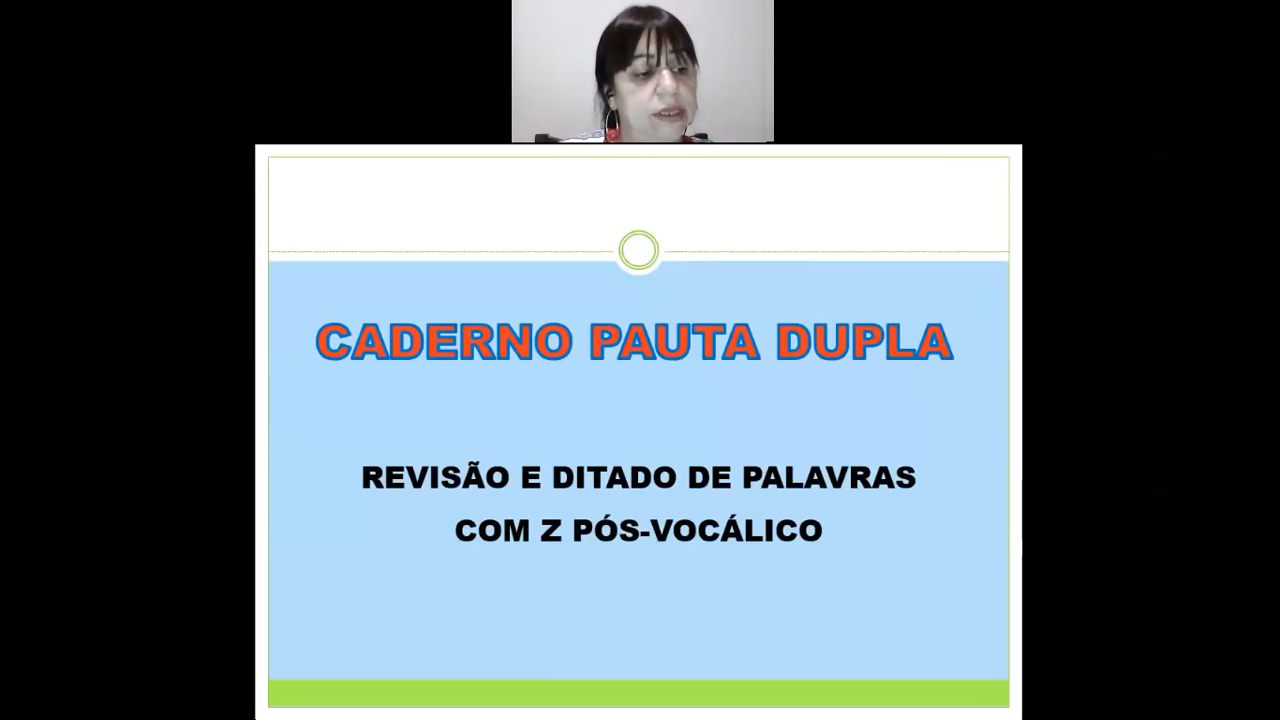 CADERNO PAUTA DUPLA
REVISÃO E DITADO DE PALAVRAS
COM Z PÓS-VOCÁLICO